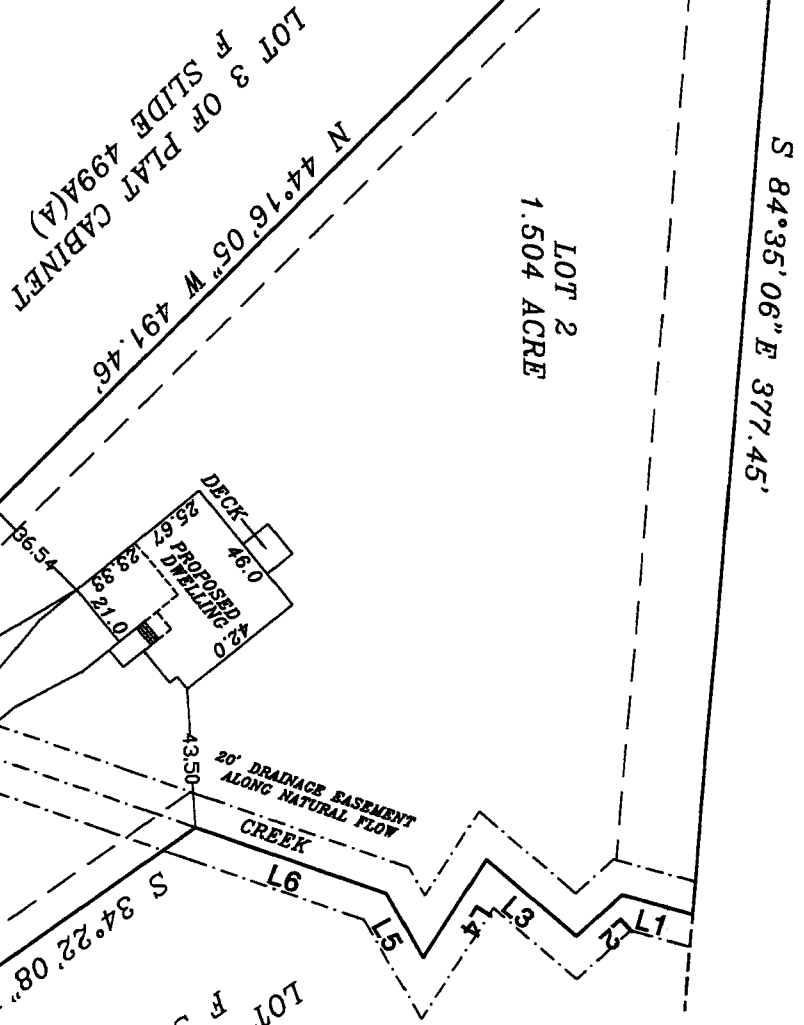 S 84°35'06" E 377.45'
LOT 3 OF PLAT CABINET
F SLIDE 499A(A)
N 44°16'05" W 491.46'
LOT 2
1.504 ACRE
DECK
46.0
25.67
PROPOSED
DWELLING
23.33
42.0
21.0
36.54
43.50
20' DRAINAGE EASEMENT
ALONG NATURAL FLOW
CREEK
L6
L5
L4
L3
L2
L1
S 34°22'08"
LOT
F